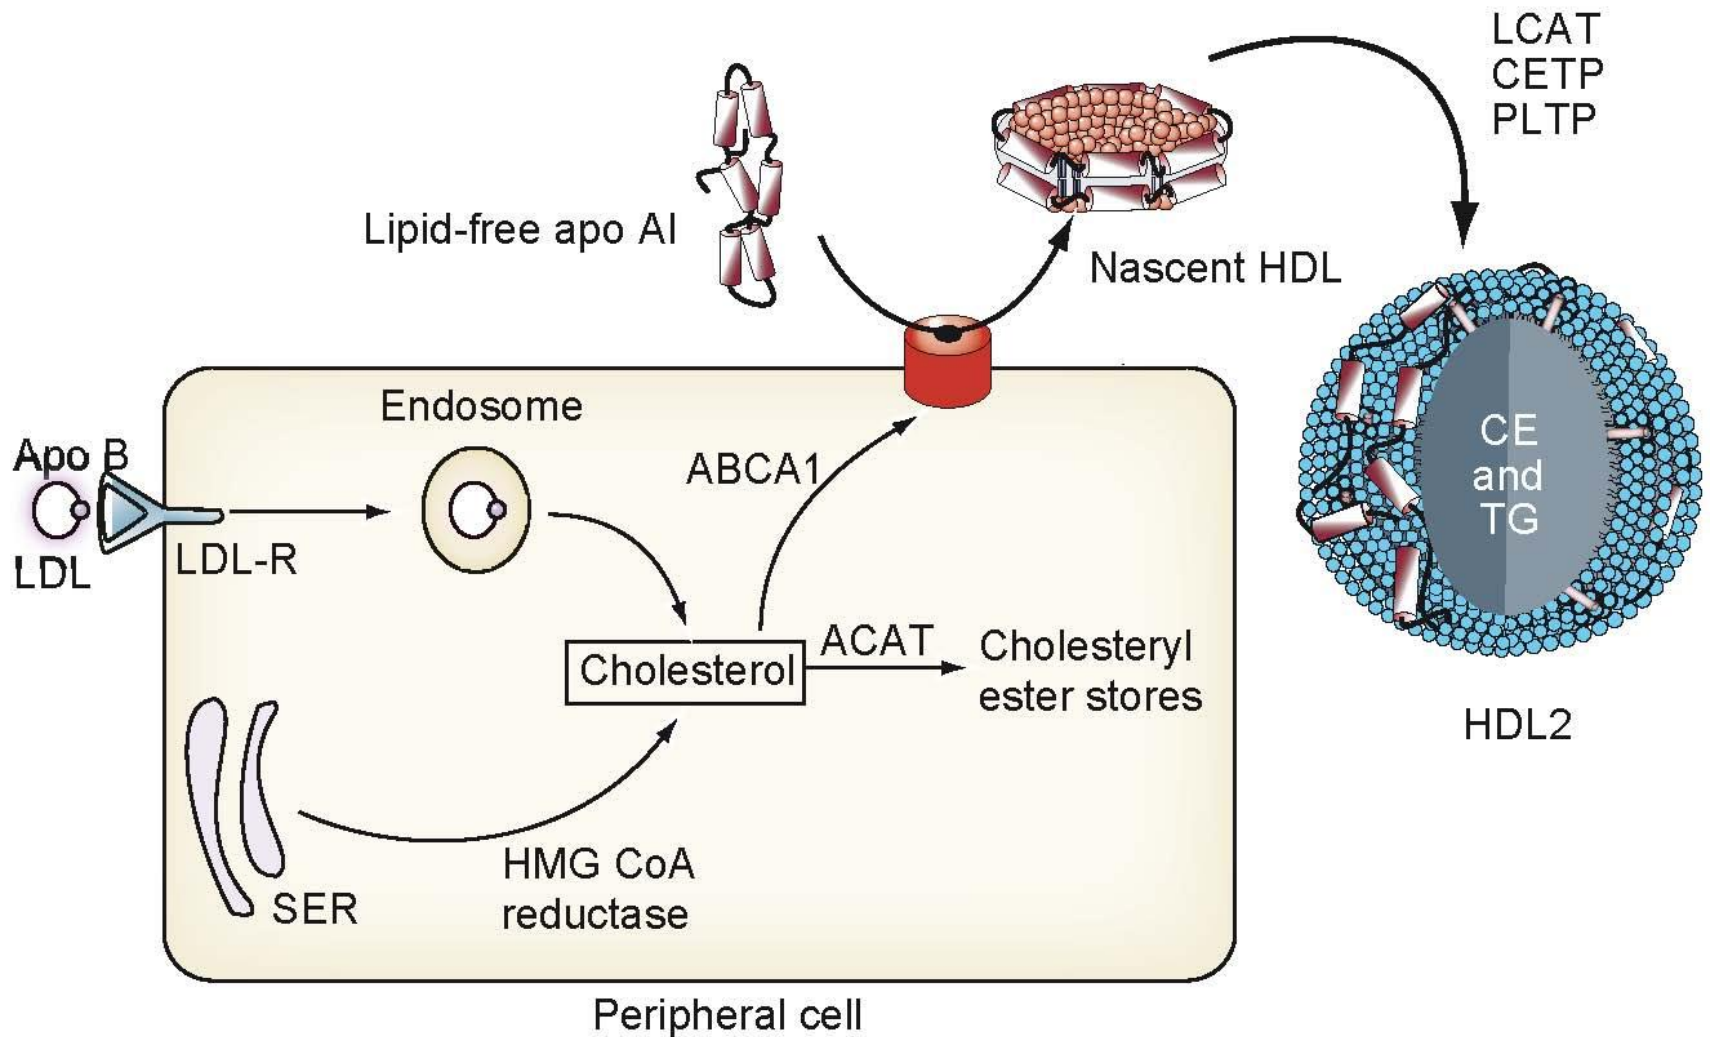 LCAT
CETP
PLTP
Lipid-free apo AI
Nascent HDL
Endosome
Apo B
LDL
LDL-R
ABCA1
CE
and
TG
Cholesterol
ACAT
Cholesteryl
ester stores
HDL2
SER
HMG CoA
reductase
Peripheral cell